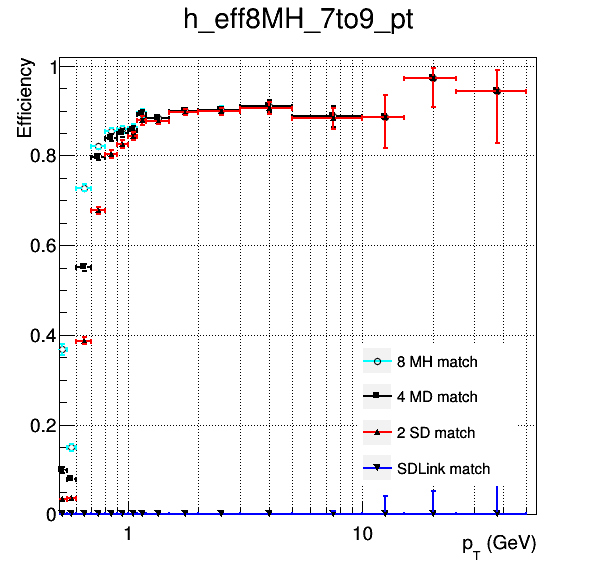 h_eff8MH_7to9_pt
Efficiency
1
0.8
0.6
0.4
0.2
0
8 MH match
4 MD match
2 SD match
SDLink match
1
10
p_T (GeV)